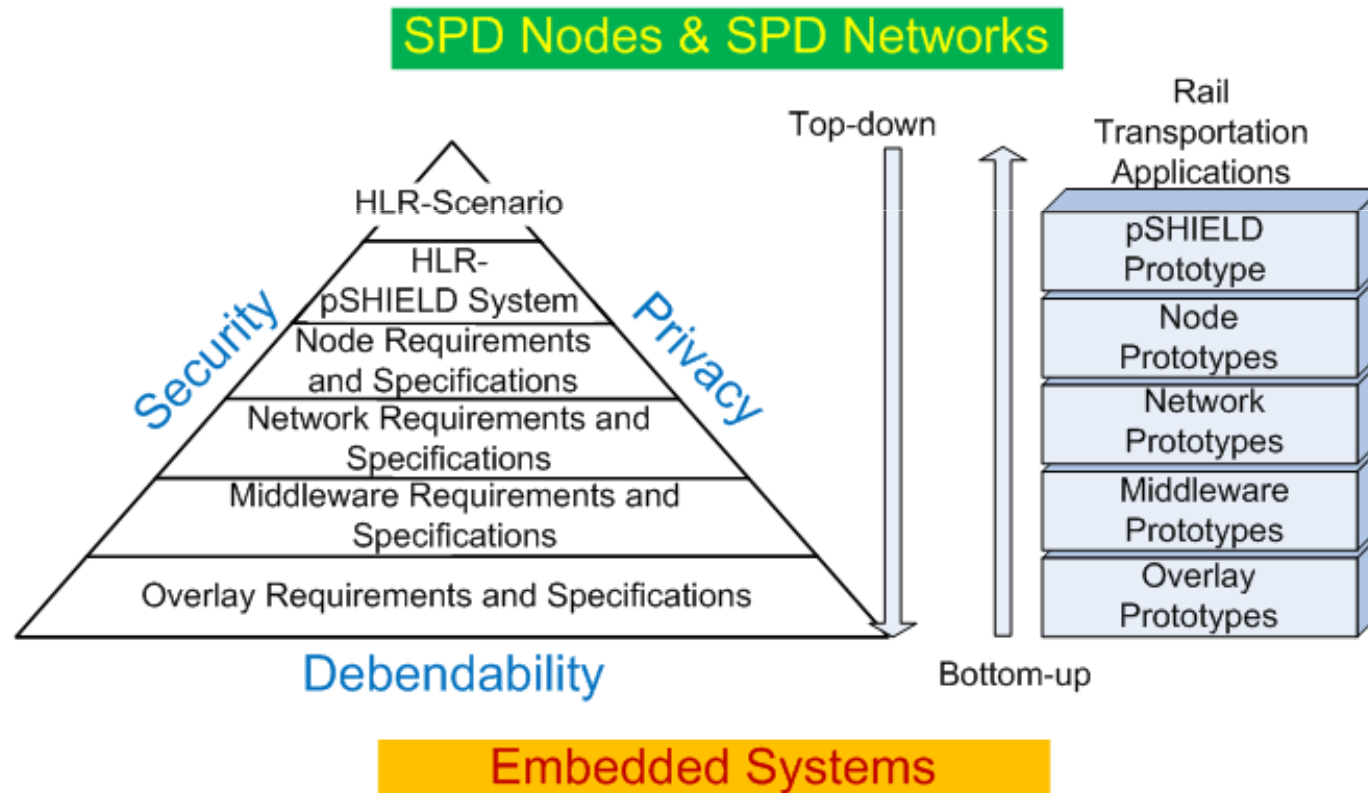 SPD Nodes & SPD Networks
HLR-Scenario
HLR-
pSHIELD System
Node Requirements
and Specifications
Network Requirements and
Specifications
Middleware Requirements and
Specifications
Overlay Requirements and Specifications
Security
Privacy
Debendability
Top-down
Bottom-up
Rail
Transportation
Applications
pSHIELD
Prototype
Node
Prototypes
Network
Prototypes
Middleware
Prototypes
Overlay
Prototypes
Embedded Systems